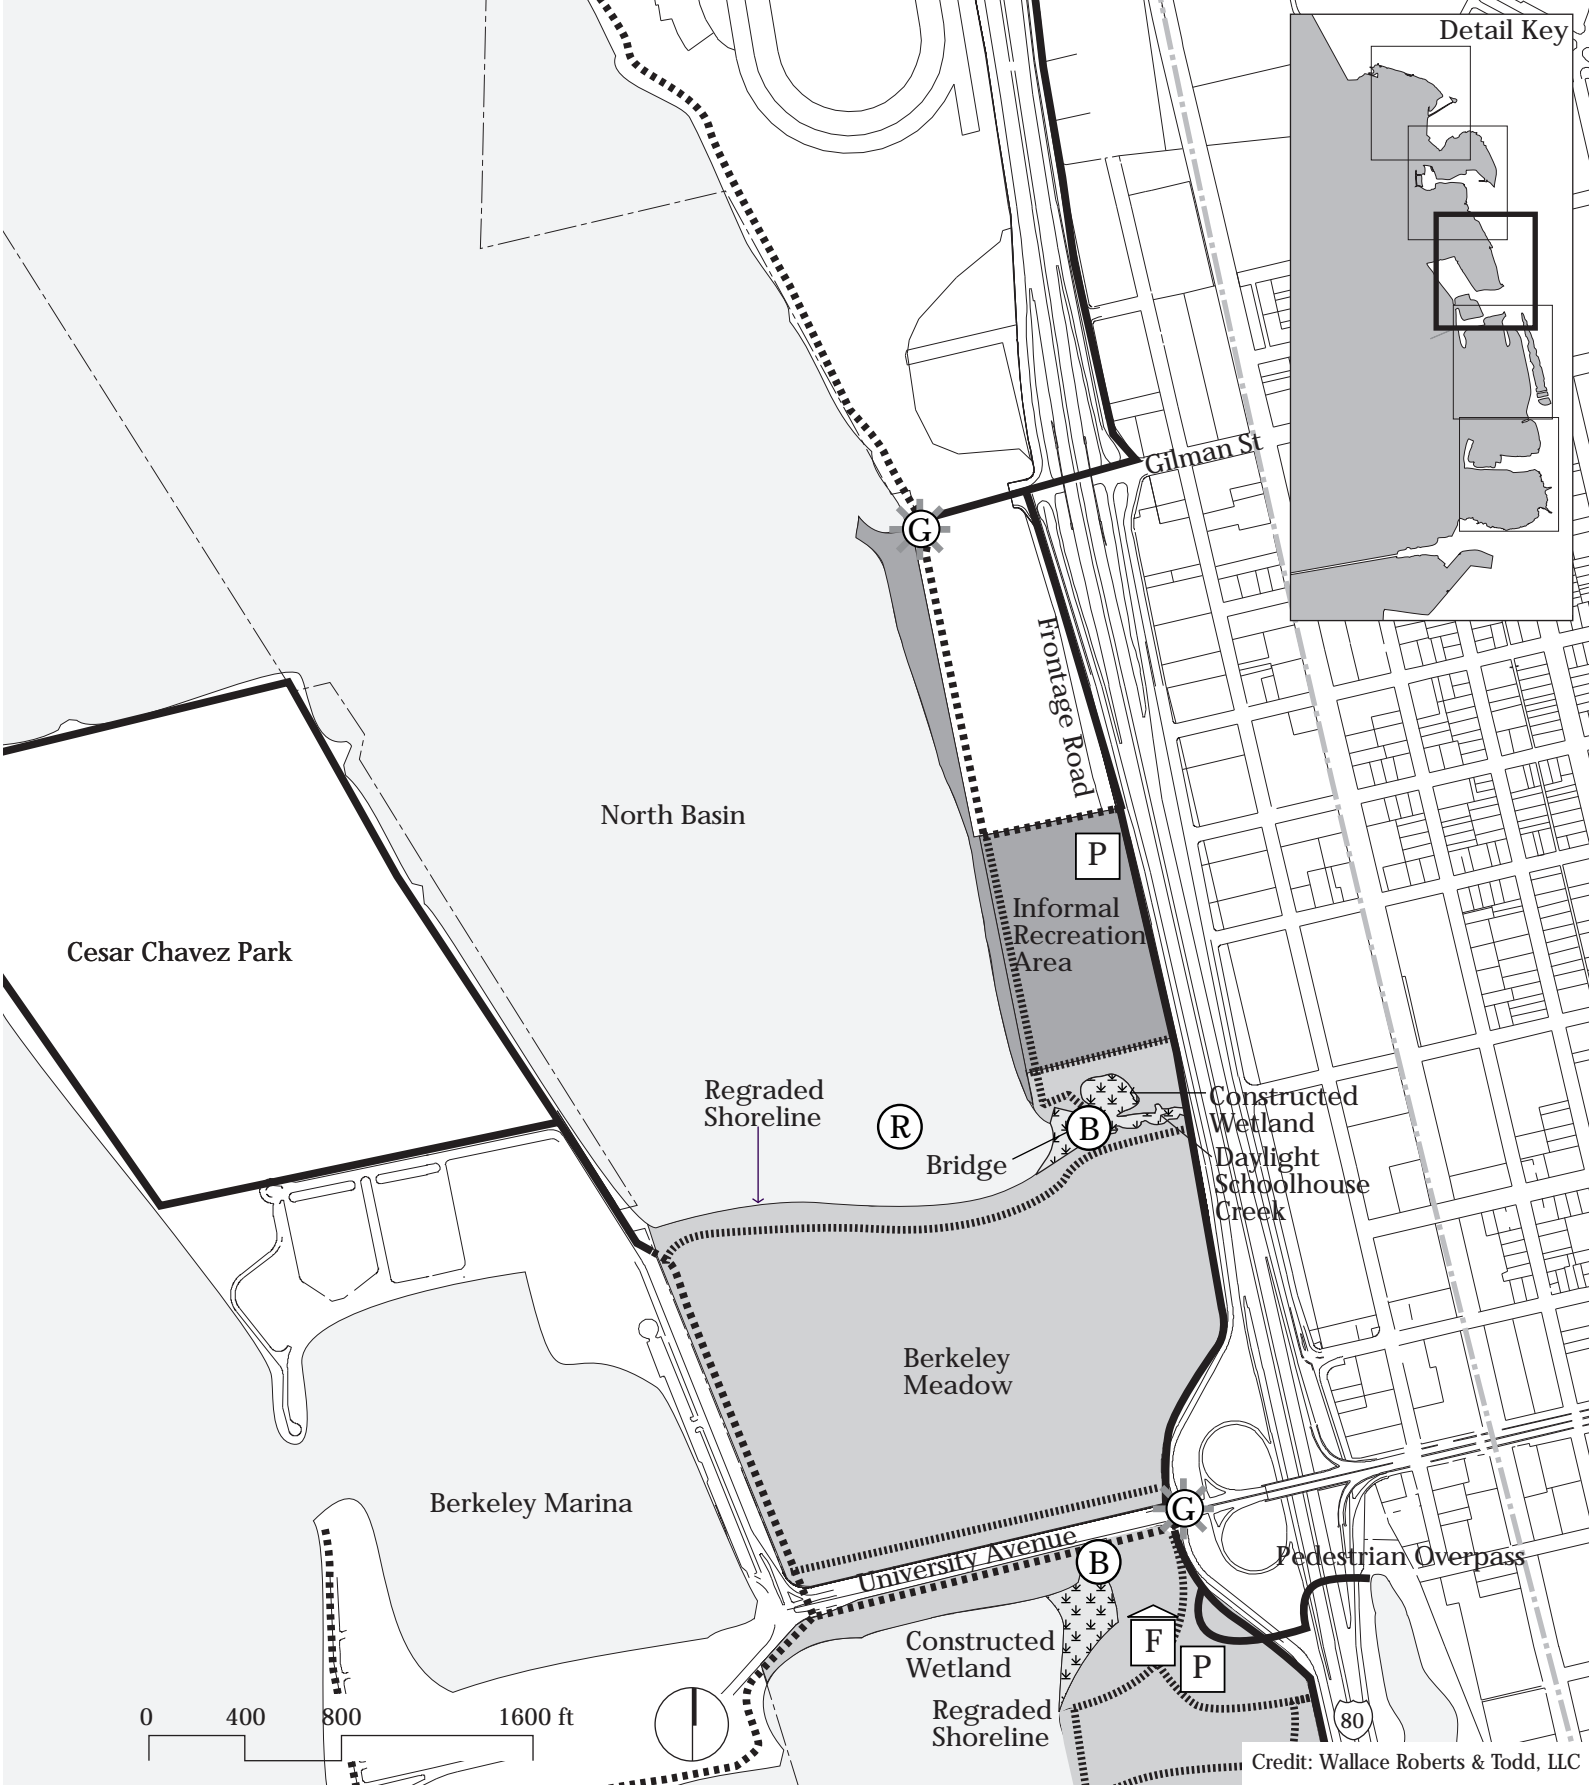 Detail Key
Gilman St
G
Frontage Road
North Basin
P
Informal
Recreation
Area
Cesar Chavez Park
Regraded
Shoreline
R
B
Bridge
Constructed
Wetland
Daylight
Schoolhouse
Creek
Berkeley
Meadow
Berkeley Marina
G
University Avenue
B
Pedestrian Overpass
Constructed
Wetland
F
P
Regraded
Shoreline
0 400 800 1600 ft
80
Credit: Wallace Roberts & Todd, LLC